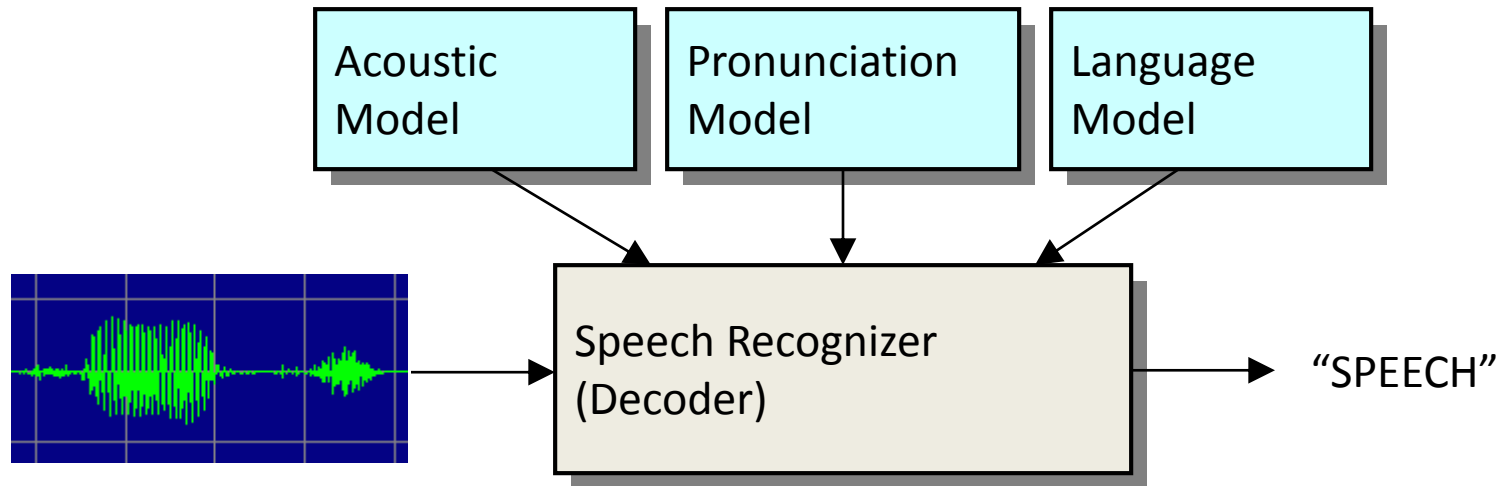 Acoustic
Model
Pronunciation
Model
Language
Model
Speech Recognizer
(Decoder)
“SPEECH”